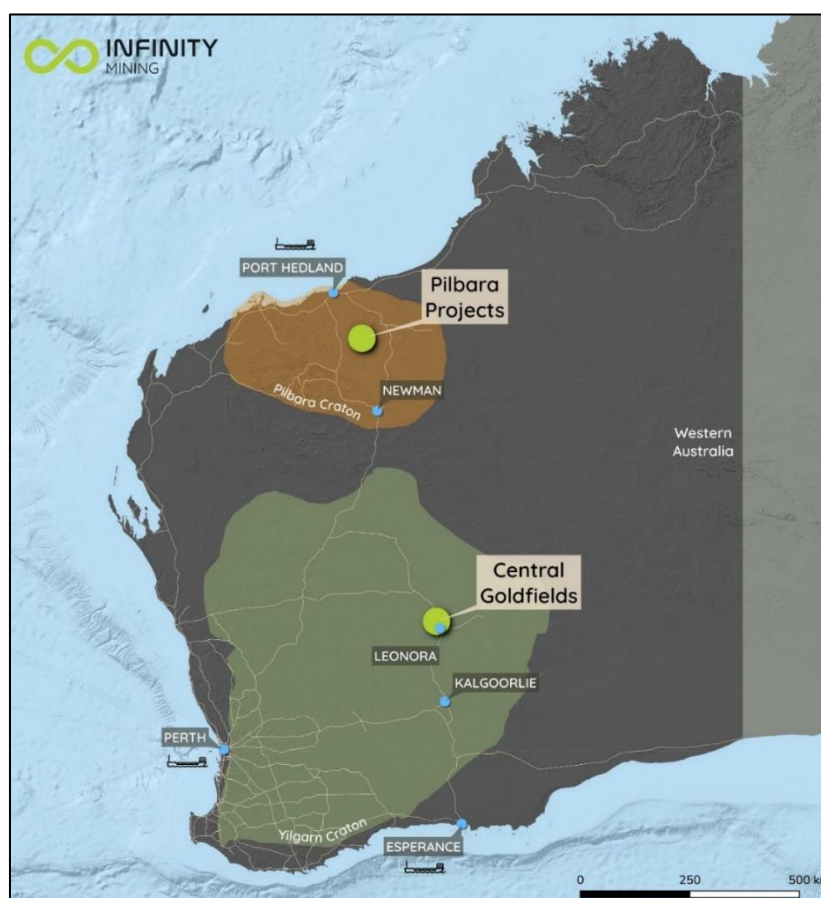 INFINITY
MINING
PORT HEDLAND
Pilbara
Projects
NEWMAN
Pilbara Craton
Western
Australia
Central
Goldfields
LEONORA
KALGOORLIE
PERTH
Yilgarn Craton
ESPERANCE
0 250 500 km